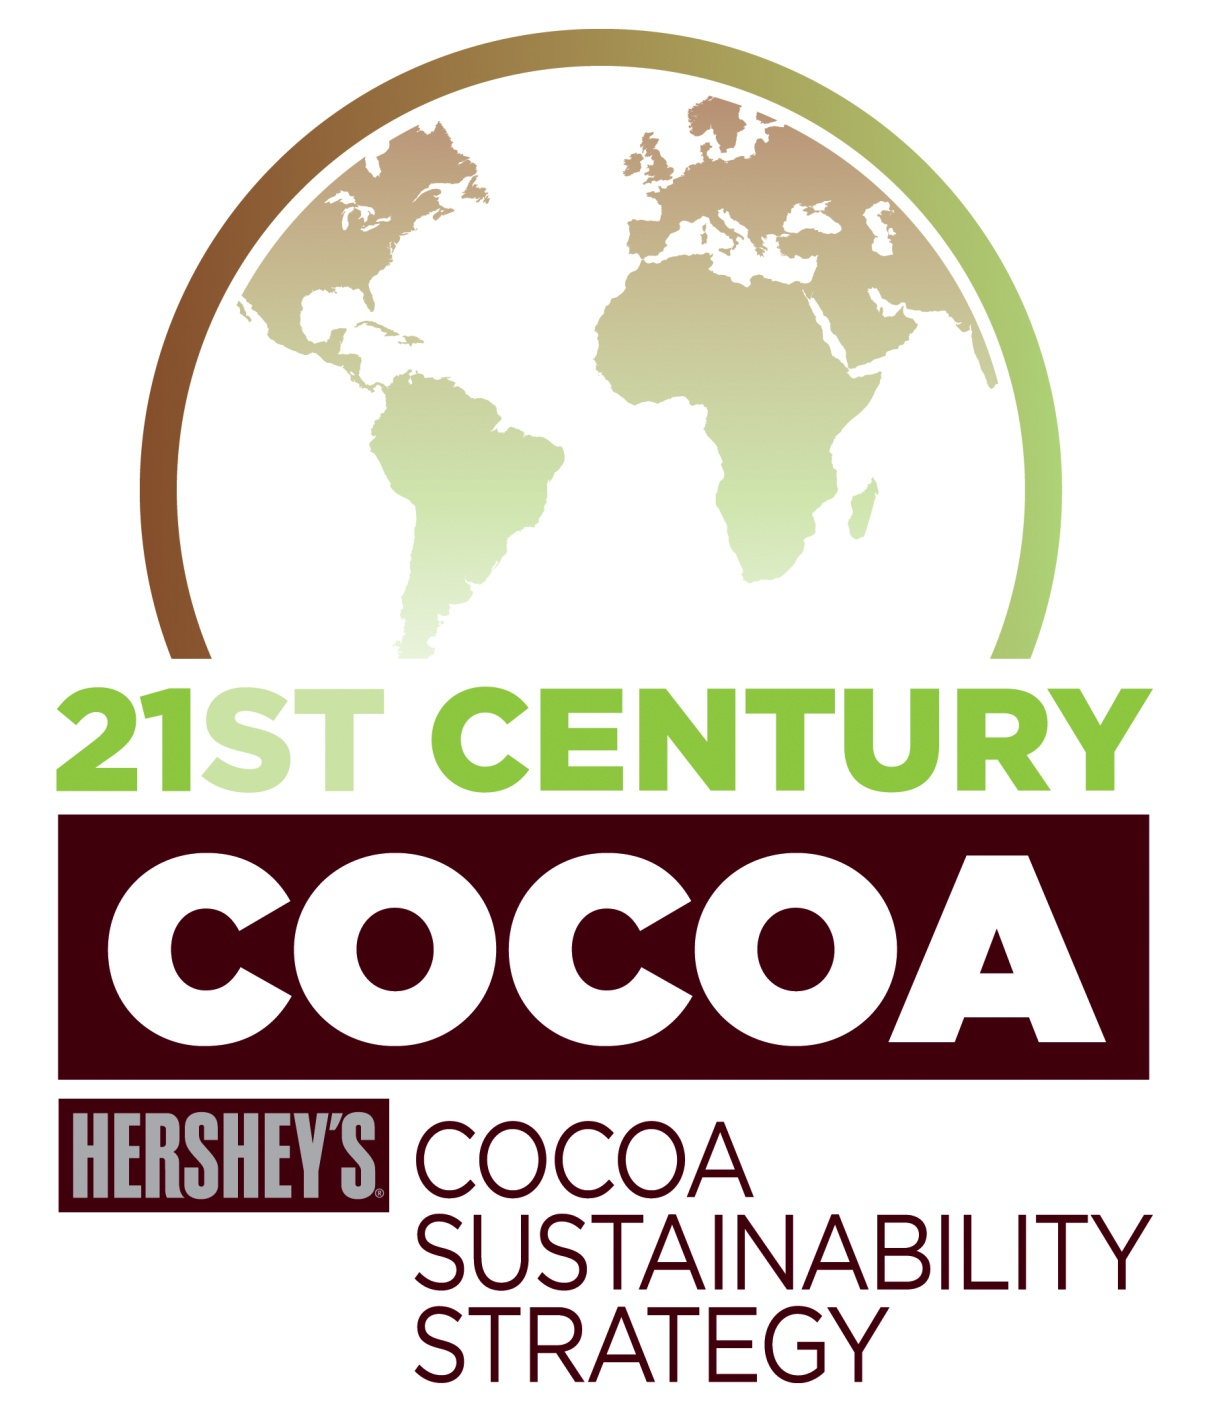 21ST CENTURY
COCOA
HERSHEY'S®
COCOA
SUSTAINABILITY
STRATEGY